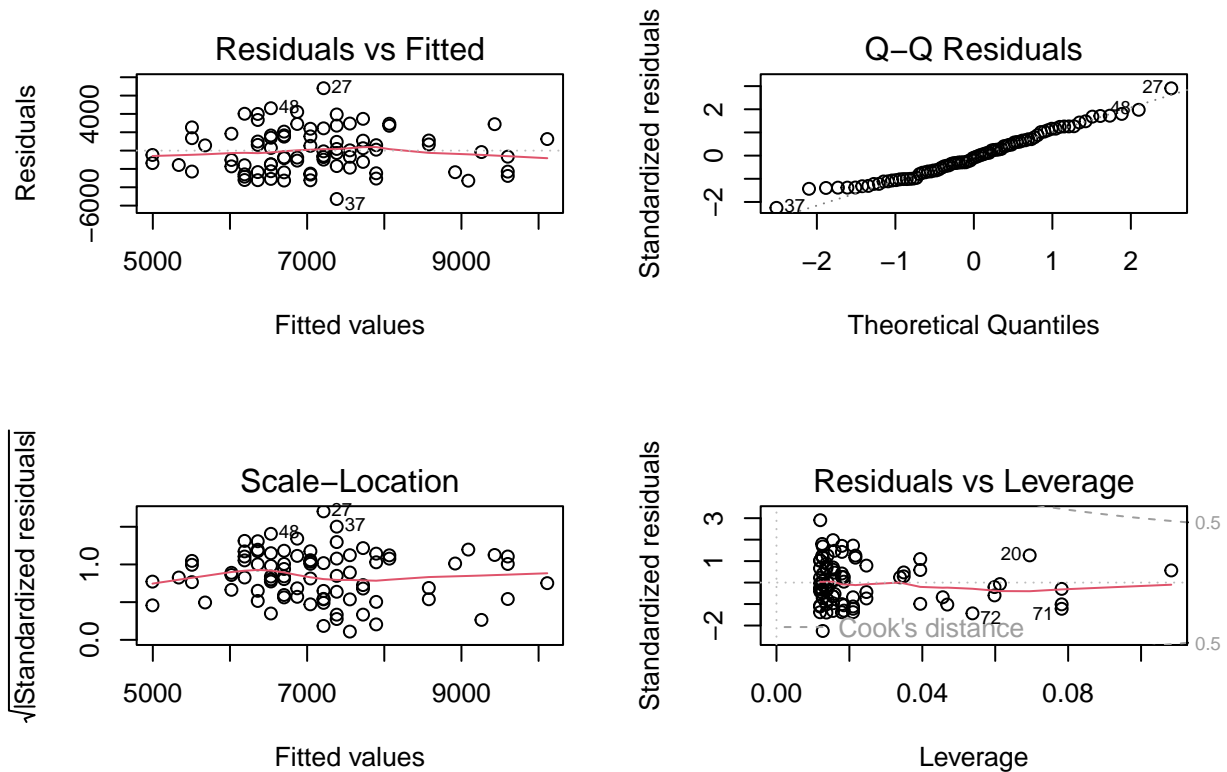 Residuals vs Fitted
Residuals
4000
−6000
27
48
37
5000
7000
9000
Fitted values
Q−Q Residuals
Standardized residuals
2
0
−2
27
48
37
−2
−1
0
1
2
Theoretical Quantiles
Scale−Location
√|Standardized residuals|
1.0
0.0
27
37
48
5000
7000
9000
Fitted values
Residuals vs Leverage
Standardized residuals
3
1
−2
0.5
20
72
71
Cook's distance
0.5
0.00
0.04
0.08
Leverage